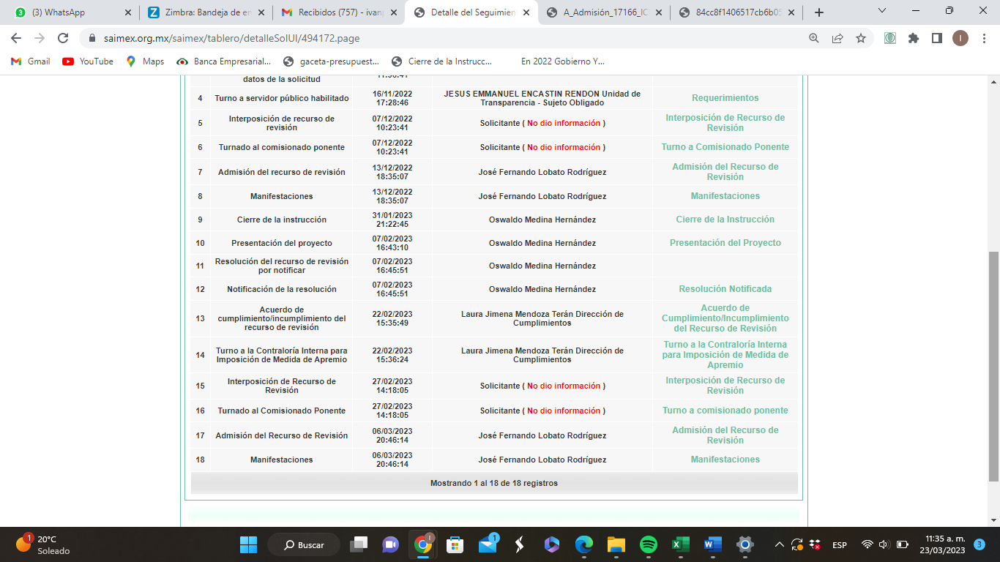 3 (3) WhatsApp
Zimbra: Bandeja de en
Recibidos (757) - ivanp
Detalle del Seguimien
A_Admisión_17166_IC
84cc8f1406517cb6b05
saimex.org.mx/saimex/tablero/detalleSolUI/494172.page
I
Gmail
YouTube
Maps
Banca Empresarial...
gaceta-presupuest...
Cierre de la Instrucc...
En 2022 Gobierno Y...
datos de la solicitud
4 Turno a servidor público habilitado 16/11/2022 17:28:46 JESUS EMMANUEL ENCASTIN RENDON Unidad de Transparencia - Sujeto Obligado Requerimientos
5 Interposición de recurso de revisión 07/12/2022 10:23:41 Solicitante ( No dio información ) Interposición de Recurso de Revisión
6 Turnado al comisionado ponente 07/12/2022 10:23:41 Solicitante ( No dio información ) Turno a Comisionado Ponente
7 Admisión del recurso de revisión 13/12/2022 18:35:07 José Fernando Lobato Rodríguez Admisión del Recurso de Revisión
8 Manifestaciones 13/12/2022 18:35:07 José Fernando Lobato Rodríguez Manifestaciones
9 Cierre de la instrucción 31/01/2023 21:22:45 Oswaldo Medina Hernández Cierre de la Instrucción
10 Presentación del proyecto 07/02/2023 16:43:10 Oswaldo Medina Hernández Presentación del Proyecto
11 Resolución del recurso de revisión por notificar 07/02/2023 16:45:51 Oswaldo Medina Hernández
12 Notificación de la resolución 07/02/2023 16:45:51 Oswaldo Medina Hernández Resolución Notificada
13 Acuerdo de cumplimiento/incumplimiento del recurso de revisión 22/02/2023 15:35:49 Laura Jimena Mendoza Terán Dirección de Cumplimientos Acuerdo de Cumplimiento/Incumplimiento del Recurso de Revisión
14 Turno a la Contraloría Interna para Imposición de Medida de Apremio 22/02/2023 15:36:24 Laura Jimena Mendoza Terán Dirección de Cumplimientos Turno a la Contraloría Interna para Imposición de Medida de Apremio
15 Interposición de Recurso de Revisión 27/02/2023 14:18:05 Solicitante ( No dio información ) Interposición de Recurso de Revisión
16 Turnado al Comisionado Ponente 27/02/2023 14:18:05 Solicitante ( No dio información ) Turno a comisionado ponente
17 Admisión del Recurso de Revisión 06/03/2023 20:46:14 José Fernando Lobato Rodríguez Admisión del Recurso de Revisión
18 Manifestaciones 06/03/2023 20:46:14 José Fernando Lobato Rodríguez Manifestaciones
Mostrando 1 al 18 de 18 registros
1
20°C
Soleado
Buscar
1
ESP
11:35 a. m.
23/03/2023
3